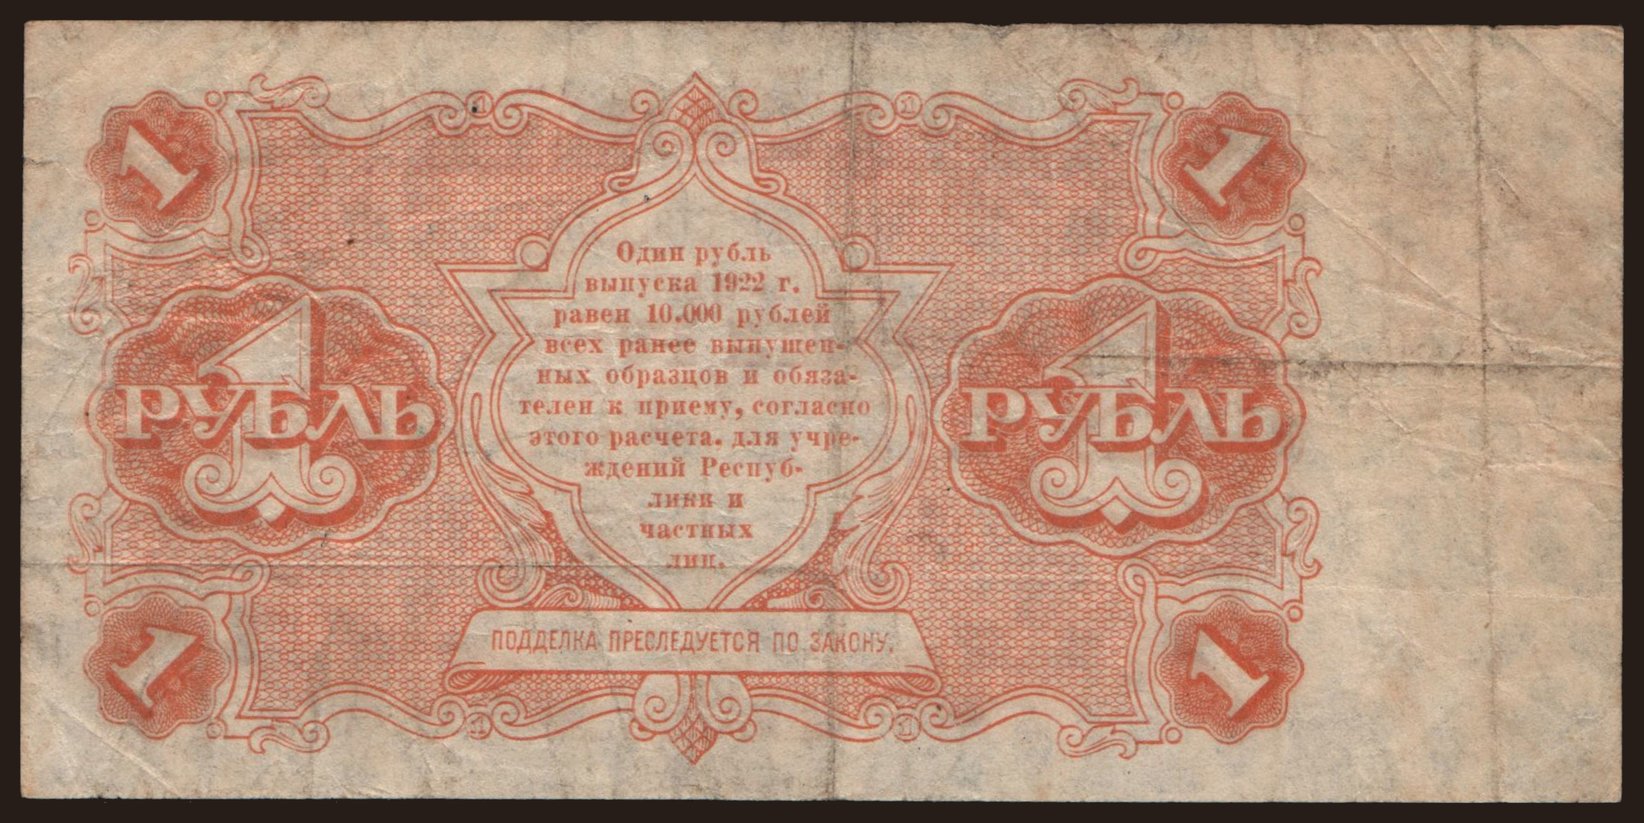 1
1
Один рубль
выпуска 1922 г.
равен 10.000 рублей
всех ранее выпущен-
ных образцов и обяза-
телен к приему, согласно
этого расчета. для учре-
ждений Респуб-
лики и
частных
лиц.
1
РУБЛЬ
1
РУБЛЬ
ПОДДЕЛКА ПРЕСЛЕДУЕТСЯ ПО ЗАКОНУ.
1
1